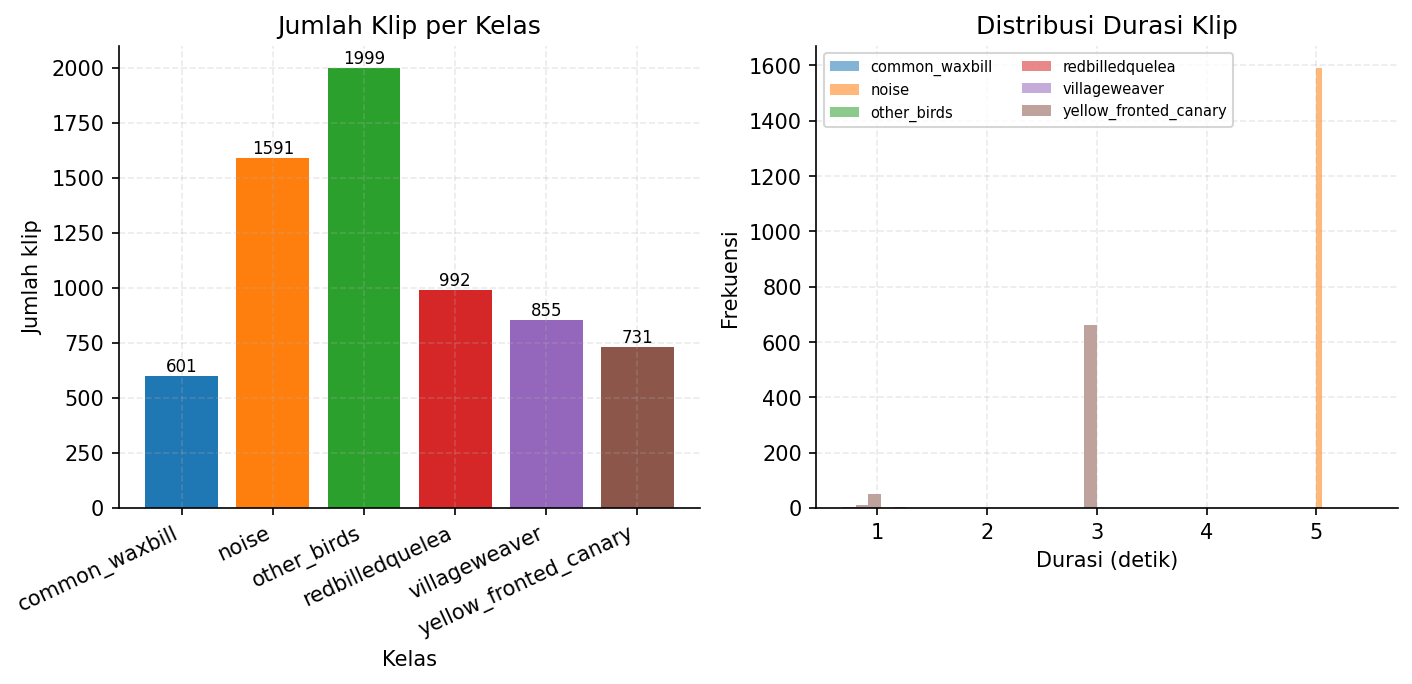 Jumlah Klip per Kelas
Jumlah klip
2000
1750
1500
1250
1000
750
500
250
0
601
1591
1999
992
855
731
common_waxbill
noise
other_birds
redbilledquelea
villageweaver
yellow_fronted_canary
Kelas
Distribusi Durasi Klip
common_waxbill
noise
other_birds
redbilledquelea
villageweaver
yellow_fronted_canary
Frekuensi
1600
1400
1200
1000
800
600
400
200
0
1 2 3 4 5
Durasi (detik)